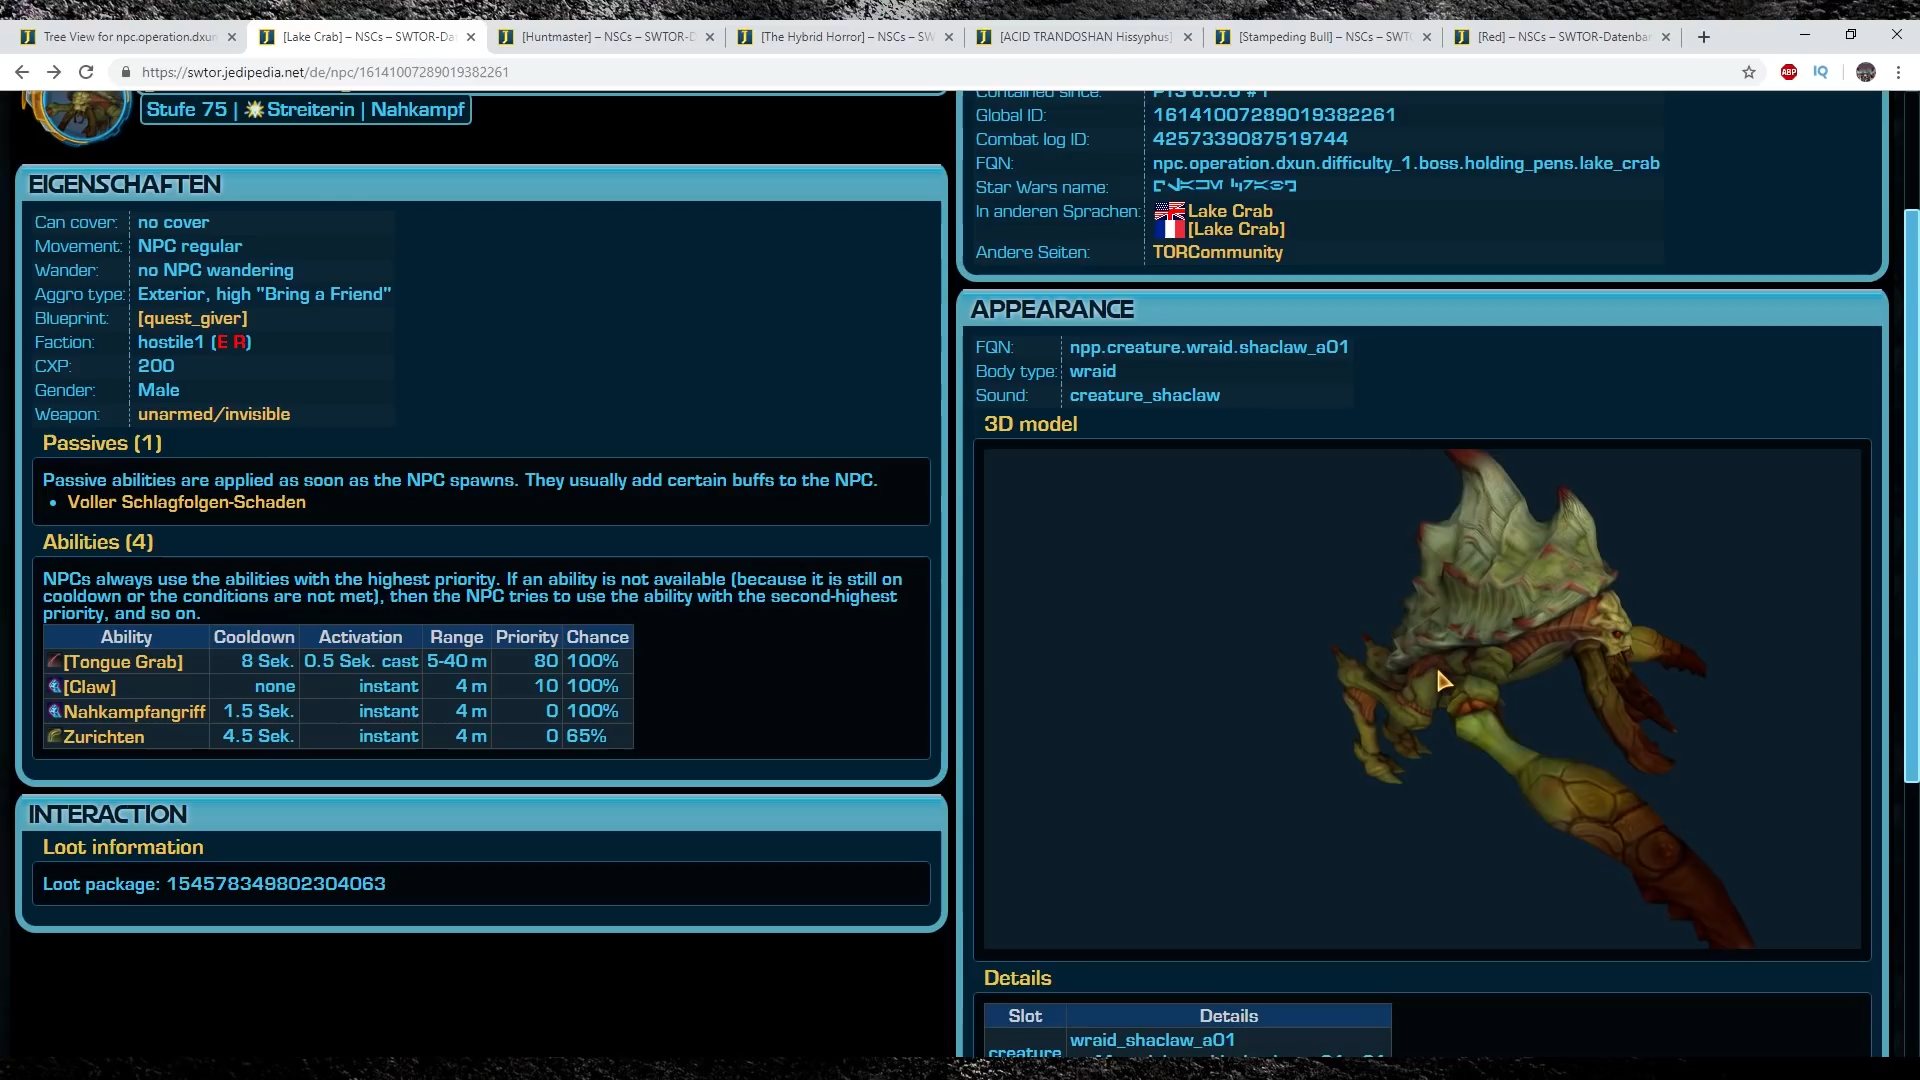 Tree View for npc.operation.dxun
[Lake Crab] – NSCs – SWTOR-Da
[Huntmaster] – NSCs – SWTOR-D
[The Hybrid Horror] – NSCs – SW
[ACID TRANDOSHAN Hissyphus]
[Stampeding Bull] – NSCs – SWT
[Red] – NSCs – SWTOR-Datenba
https://swtor.jedipedia.net/de/npc/16141007289019382261
ABP
IQ
Stufe 75 | Streiterin | Nahkampf
EIGENSCHAFTEN
Can cover: no cover
Movement: NPC regular
Wander: no NPC wandering
Aggro type: Exterior, high "Bring a Friend"
Blueprint: [quest_giver]
Faction: hostile1 (E R)
CXP: 200
Gender: Male
Weapon: unarmed/invisible
Passives (1)
Passive abilities are applied as soon as the NPC spawns. They usually add certain buffs to the NPC.
• Voller Schlagfolgen-Schaden
Abilities (4)
NPCs always use the abilities with the highest priority. If an ability is not available (because it is still on
cooldown or the conditions are not met), then the NPC tries to use the ability with the second-highest
priority, and so on.
Ability Cooldown Activation Range Priority Chance
[Tongue Grab] 8 Sek. 0.5 Sek. cast 5-40 m 80 100%
[Claw] none instant 4 m 10 100%
Nahkampfangriff 1.5 Sek. instant 4 m 0 100%
Zurichten 4.5 Sek. instant 4 m 0 65%
INTERACTION
Loot information
Loot package: 154578349802304063
Contained since: PTS 6.0.0 #1
Global ID: 16141007289019382261
Combat log ID: 4257339087519744
FQN: npc.operation.dxun.difficulty_1.boss.holding_pens.lake_crab
Star Wars name:
In anderen Sprachen: Lake Crab
[Lake Crab]
Andere Seiten: TORCommunity
APPEARANCE
FQN: npp.creature.wraid.shaclaw_a01
Body type: wraid
Sound: creature_shaclaw
3D model
Details
Slot Details
creature wraid_shaclaw_a01